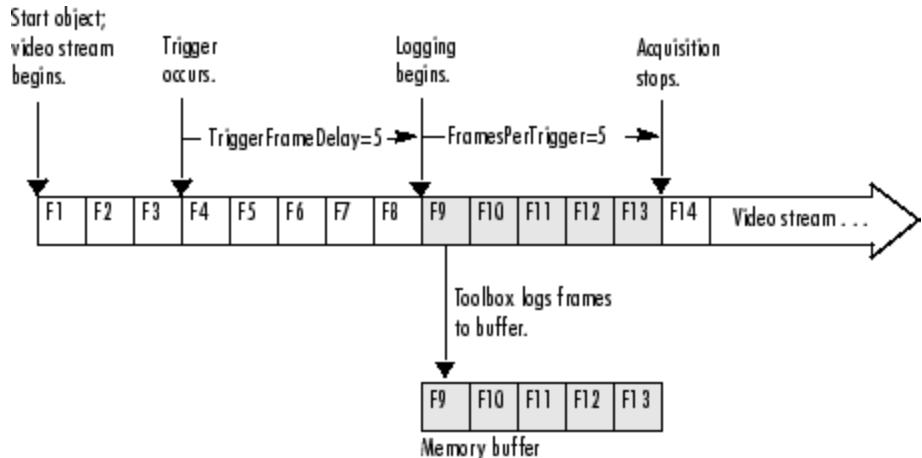 Start object;
video stream
begins.
Trigger
occurs.
Logging
begins.
Acquisition
stops.
TriggerFrameDelay=5
FramesPerTrigger=5
F1 F2 F3 F4 F5 F6 F7 F8 F9 F10 F11 F12 F13 F14 Video stream . . .
Toolbox logs frames
to buffer.
F9 F10 F11 F12 F13
Memory buffer